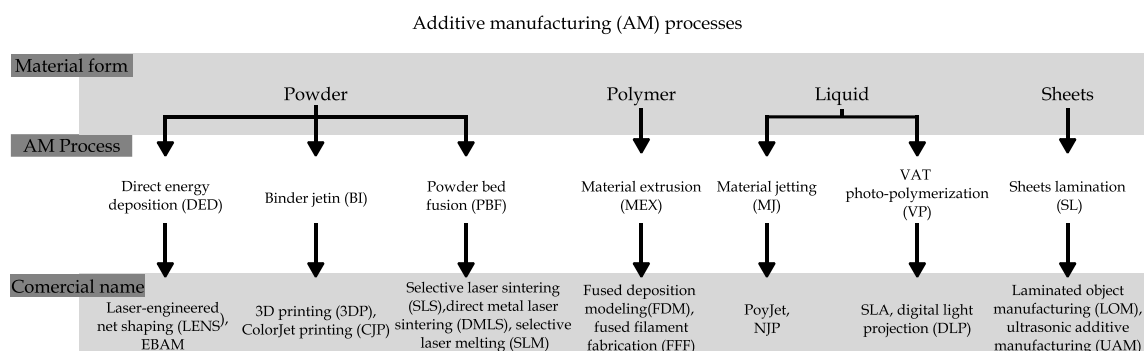 Additive manufacturing (AM) processes
Material form
Powder
Polymer
Liquid
Sheets
AM Process
Direct energy
deposition (DED)
Binder jetin (BI)
Powder bed
fusion (PBF)
Material extrusion
(MEX)
Material jetting
(MJ)
VAT
photo-polymerization
(VP)
Sheets lamination
(SL)
Comercial name
Laser-engineered
net shaping (LENS),
EBAM
3D printing (3DP),
ColorJet printing (CJP)
Selective laser sintering
(SLS),direct metal laser
sintering (DMLS), selective
laser melting (SLM)
Fused deposition
modeling(FDM),
fused filament
fabrication (FFF)
PoyJet,
NJP
SLA, digital light
projection (DLP)
Laminated object
manufacturing (LOM),
ultrasonic additive
manufacturing (UAM)